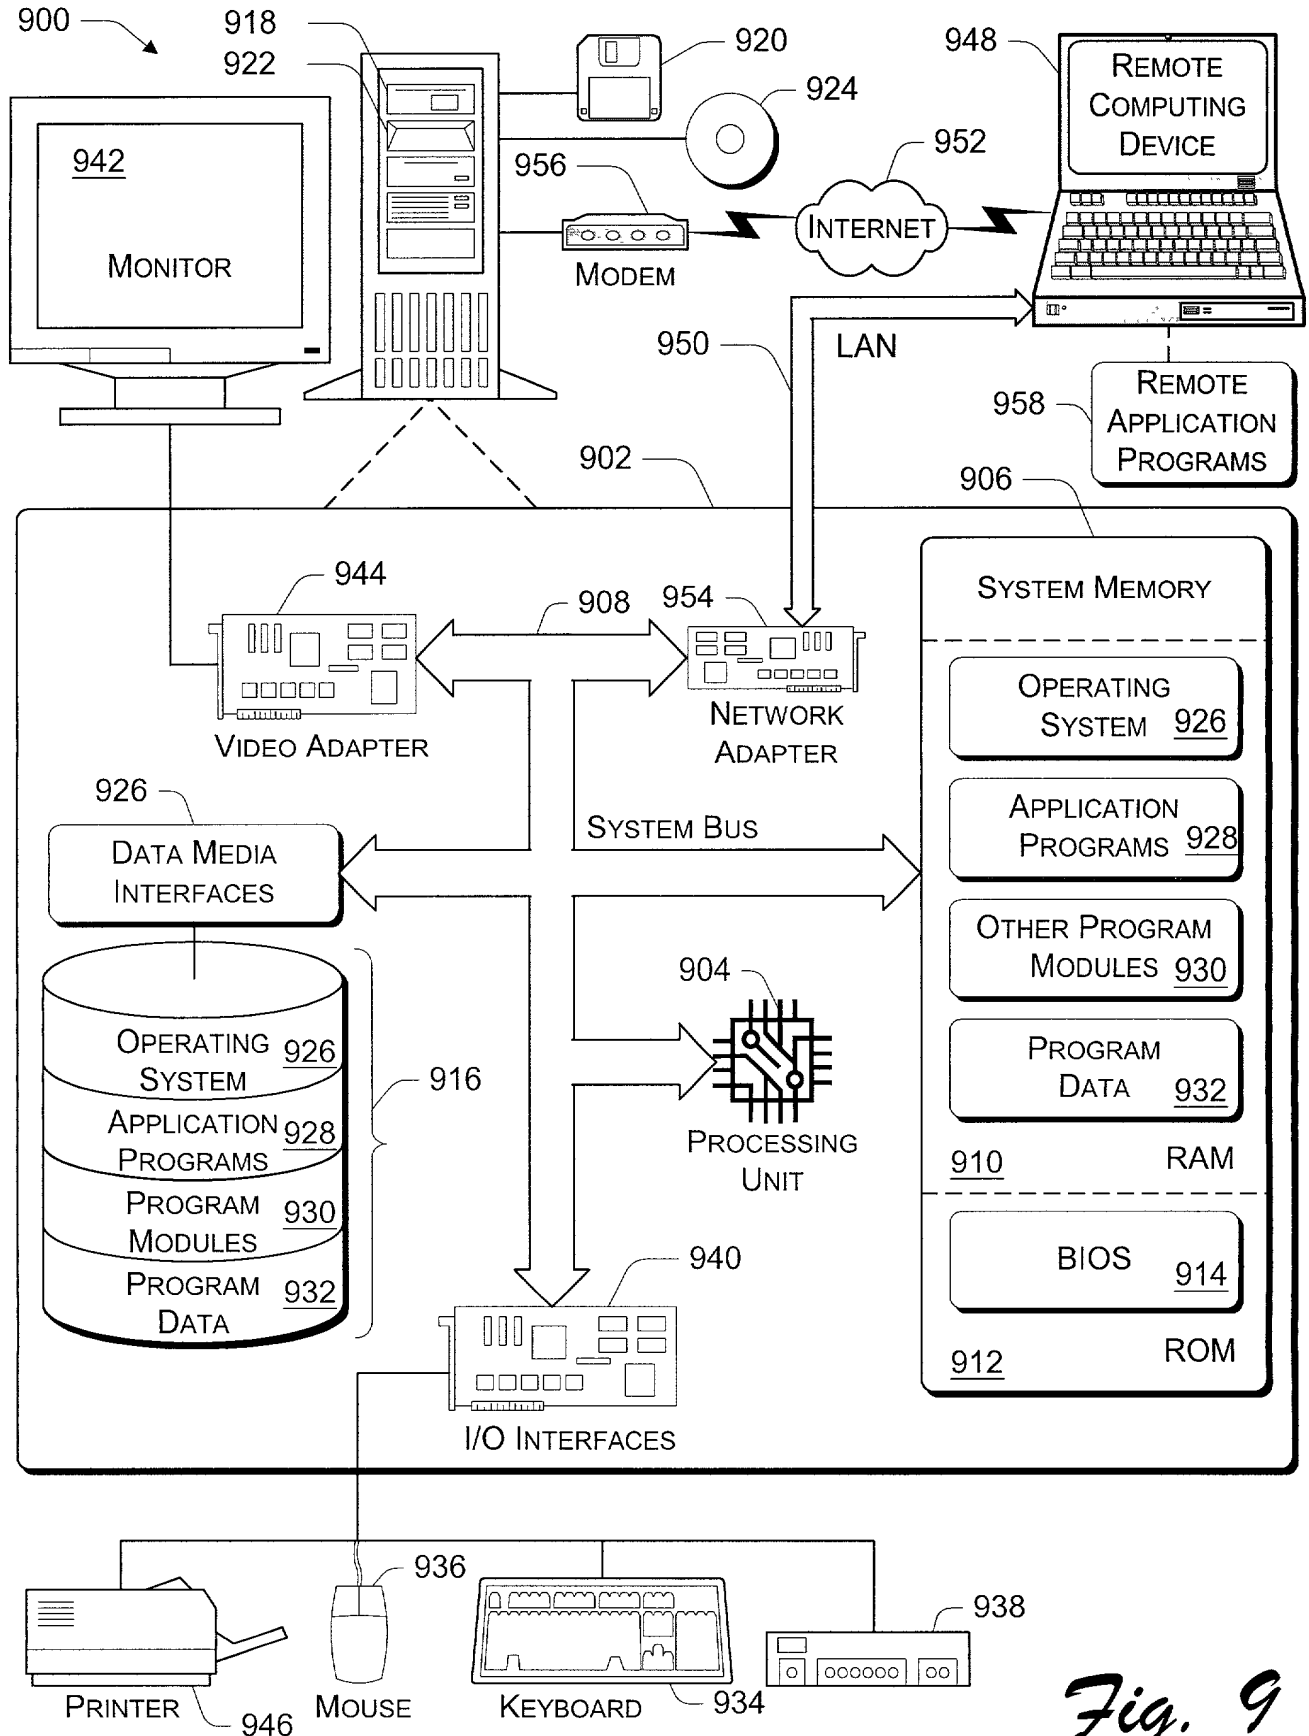 900
918
922
920
924
948
REMOTE
COMPUTING
DEVICE
942
MONITOR
956
MODEM
952
INTERNET
950
LAN
958
REMOTE
APPLICATION
PROGRAMS
902
906
SYSTEM MEMORY
944
908
954
VIDEO ADAPTER
NETWORK
ADAPTER
OPERATING
SYSTEM 926
926
DATA MEDIA
INTERFACES
SYSTEM BUS
APPLICATION
PROGRAMS 928
OTHER PROGRAM
MODULES 930
904
PROCESSING
UNIT
PROGRAM
DATA 932
910 RAM
OPERATING
SYSTEM 926
APPLICATION
PROGRAMS 928
PROGRAM
MODULES 930
PROGRAM
DATA 932
916
940
I/O INTERFACES
BIOS 914
912 ROM
PRINTER
946
936
MOUSE
KEYBOARD
934
938
Fig. 9